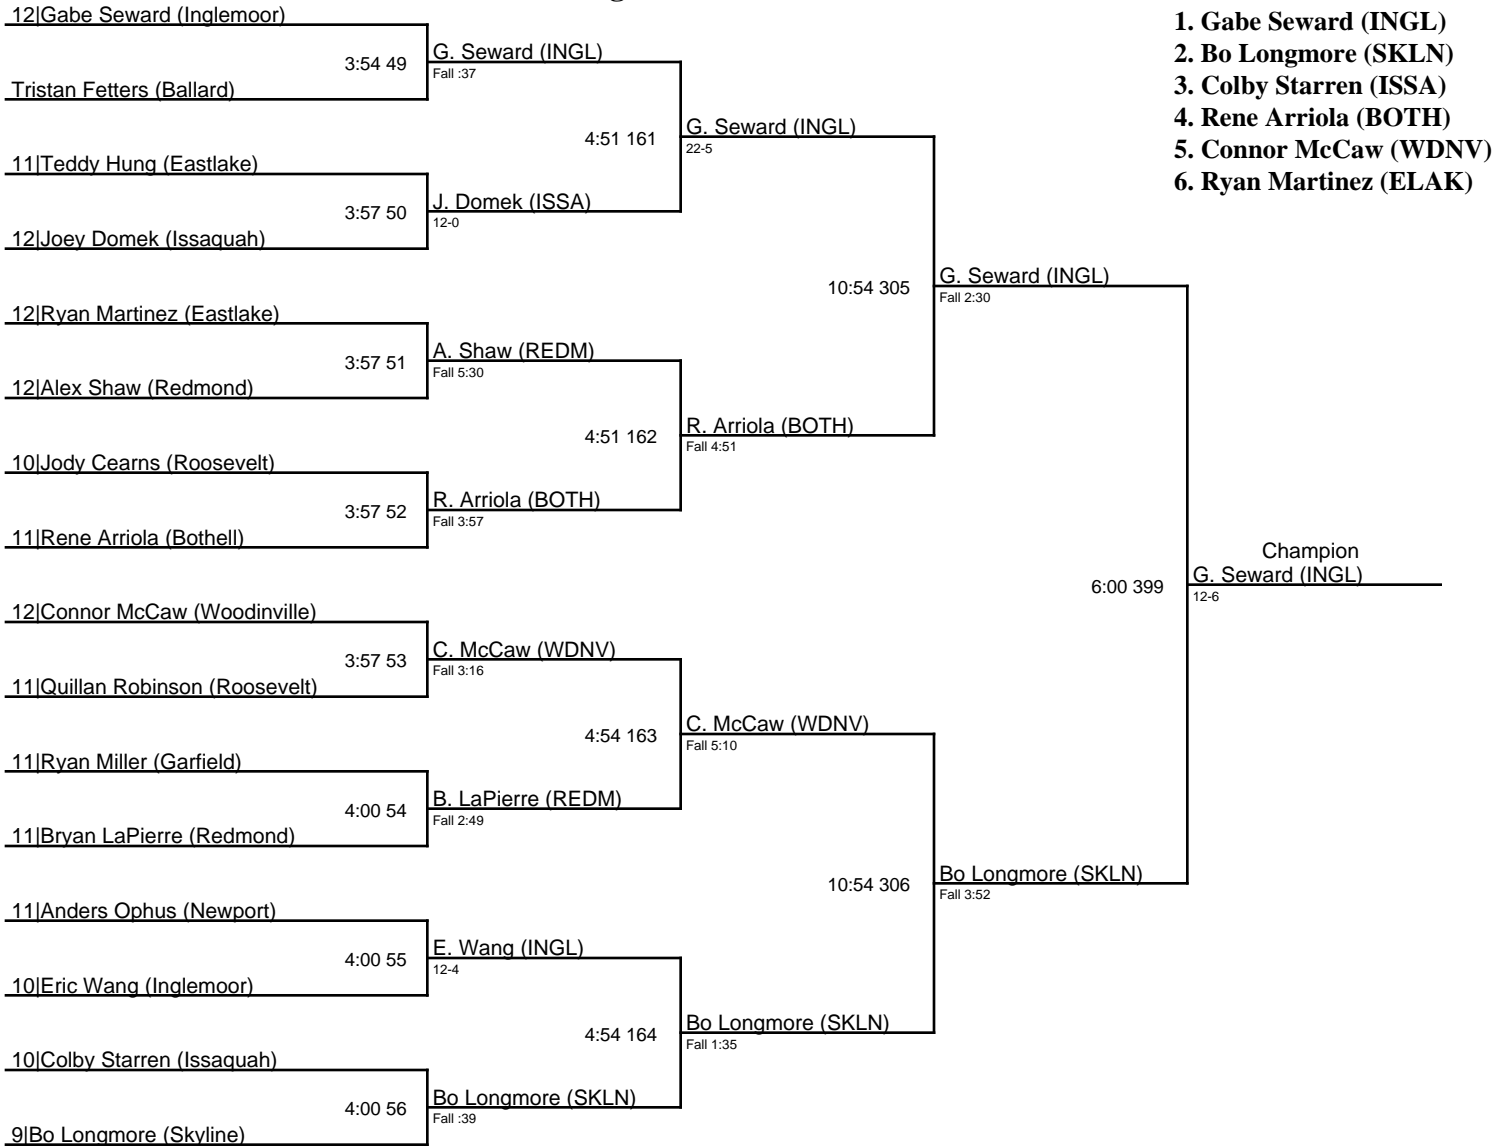 12|Gabe Seward (Inglemoor)
3:54 49
Tristan Fetters (Ballard)
11|Teddy Hung (Eastlake)
3:57 50
12|Joey Domek (Issaquah)
12|Ryan Martinez (Eastlake)
3:57 51
12|Alex Shaw (Redmond)
10|Jody Cearns (Roosevelt)
3:57 52
11|Rene Arriola (Bothell)
12|Connor McCaw (Woodinville)
3:57 53
11|Quillan Robinson (Roosevelt)
11|Ryan Miller (Garfield)
4:00 54
11|Bryan LaPierre (Redmond)
11|Anders Ophus (Newport)
4:00 55
10|Eric Wang (Inglemoor)
10|Colby Starren (Issaquah)
4:00 56
9|Bo Longmore (Skyline)
G. Seward (INGL)
Fall :37
4:51 161
J. Domek (ISSA)
12-0
A. Shaw (REDM)
Fall 5:30
4:51 162
R. Arriola (BOTH)
Fall 3:57
C. McCaw (WDNV)
Fall 3:16
4:54 163
B. LaPierre (REDM)
Fall 2:49
E. Wang (INGL)
12-4
4:54 164
Bo Longmore (SKLN)
Fall :39
G. Seward (INGL)
22-5
10:54 305
R. Arriola (BOTH)
Fall 4:51
C. McCaw (WDNV)
Fall 5:10
10:54 306
Bo Longmore (SKLN)
Fall 1:35
G. Seward (INGL)
Fall 2:30
6:00 399
Bo Longmore (SKLN)
Fall 3:52
Champion
G. Seward (INGL)
12-6
1. Gabe Seward (INGL)
2. Bo Longmore (SKLN)
3. Colby Starren (ISSA)
4. Rene Arriola (BOTH)
5. Connor McCaw (WDNV)
6. Ryan Martinez (ELAK)